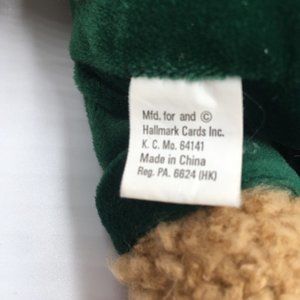 Mfd. for and ©
Hallmark Cards Inc.
K. C. Mo. 64141
Made in China
Reg. PA. 6624 (HK)